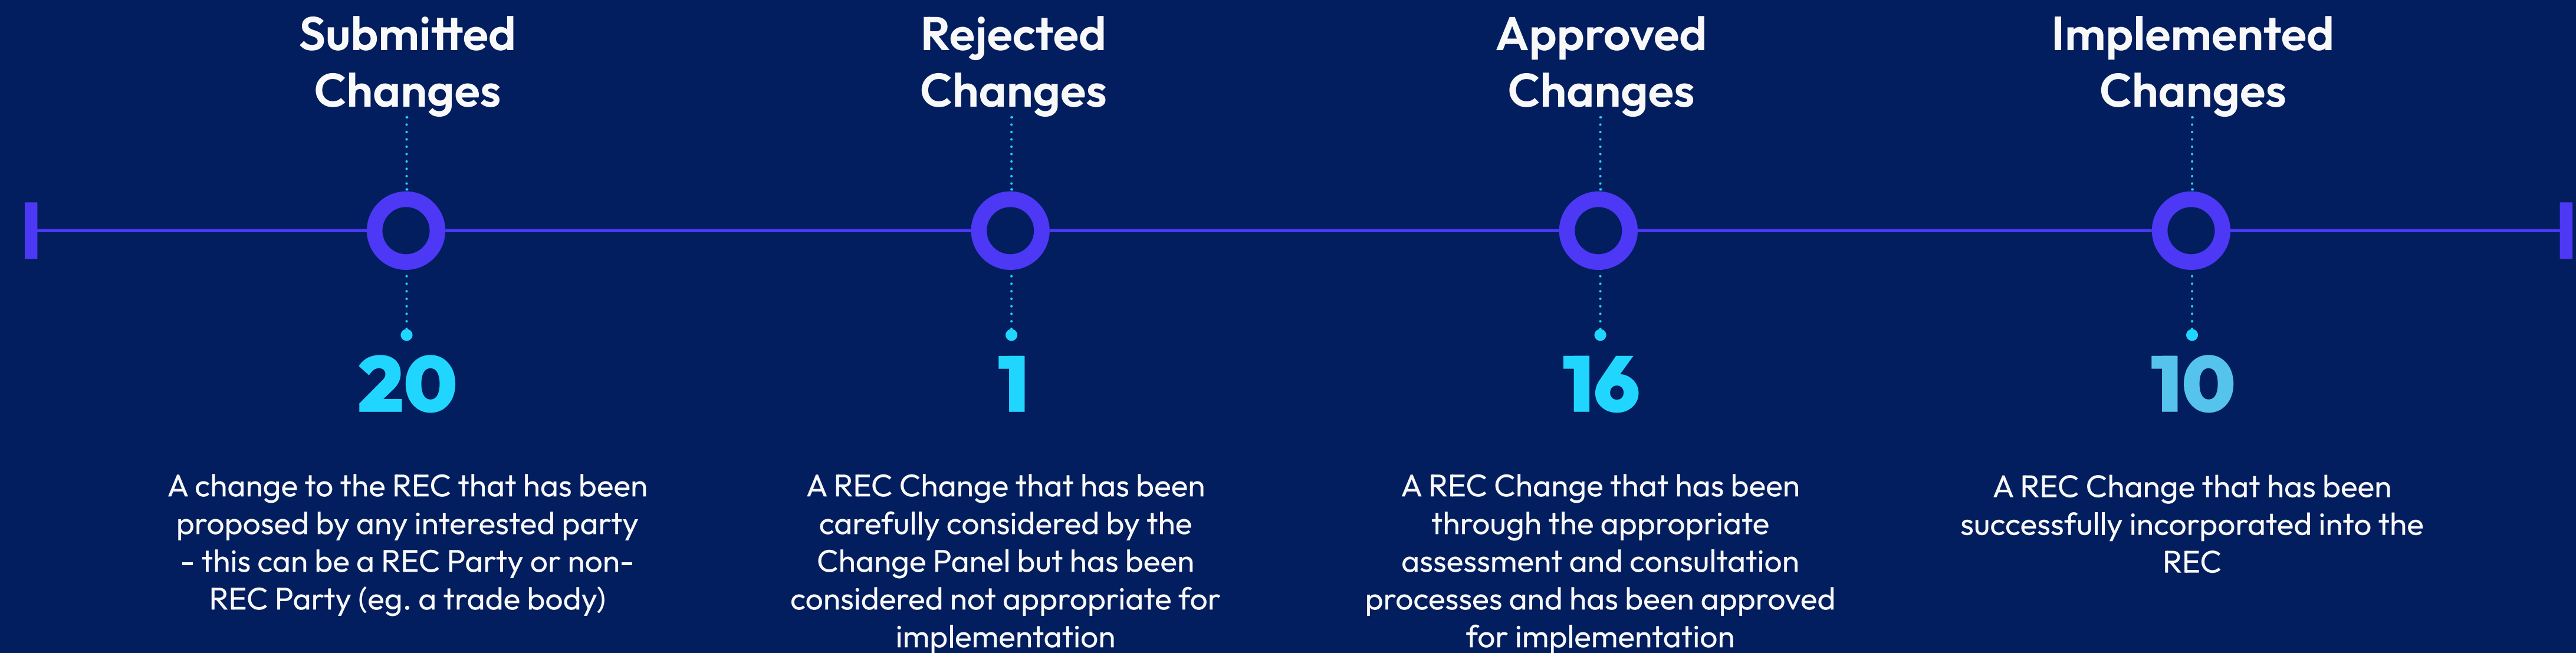 Submitted
Changes
20
A change to the REC that has been
proposed by any interested party
- this can be a REC Party or non-
REC Party (eg. a trade body)
Rejected
Changes
1
A REC Change that has been
carefully considered by the
Change Panel but has been
considered not appropriate for
implementation
Approved
Changes
16
A REC Change that has been
through the appropriate
assessment and consultation
processes and has been approved
for implementation
Implemented
Changes
10
A REC Change that has been
successfully incorporated into the
REC